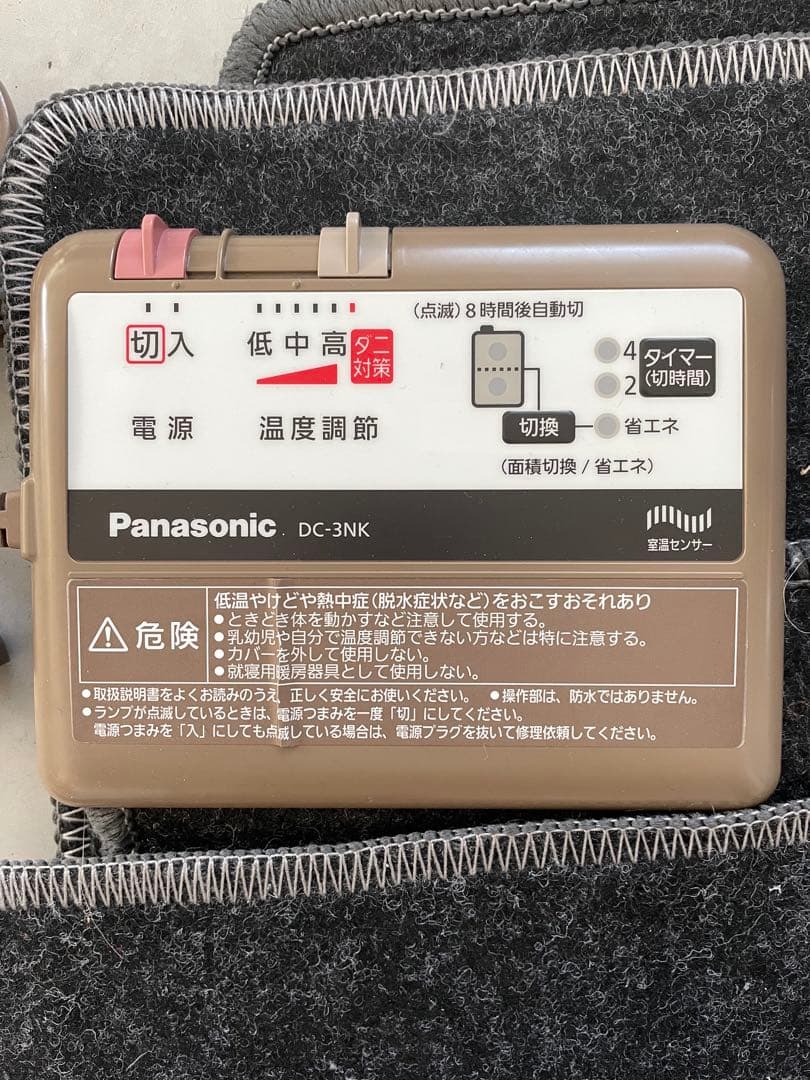 (点滅)8時間後自動切
切 入
低 中 高 ダニ対策
4
2
タイマー
(切時間)
切換
省エネ
電源
温度調節
(面積切換/省エネ)
Panasonic DC-3NK
室温センサー
危険
低温やけどや熱中症(脱水症状など)をおこすおそれあり
●ときどき体を動かすなど注意して使用する。
●乳幼児や自分で温度調節できない方などは特に注意する。
●カバーを外して使用しない。
●就寝用暖房器具として使用しない。
●取扱説明書をよくお読みのうえ、正しく安全にお使いください。 ●操作部は、防水ではありません。
●ランプが点滅しているときは、電源つまみを一度「切」にしてください。
電源つまみを「入」にしても点滅している場合は、電源プラグを抜いて修理依頼してください。